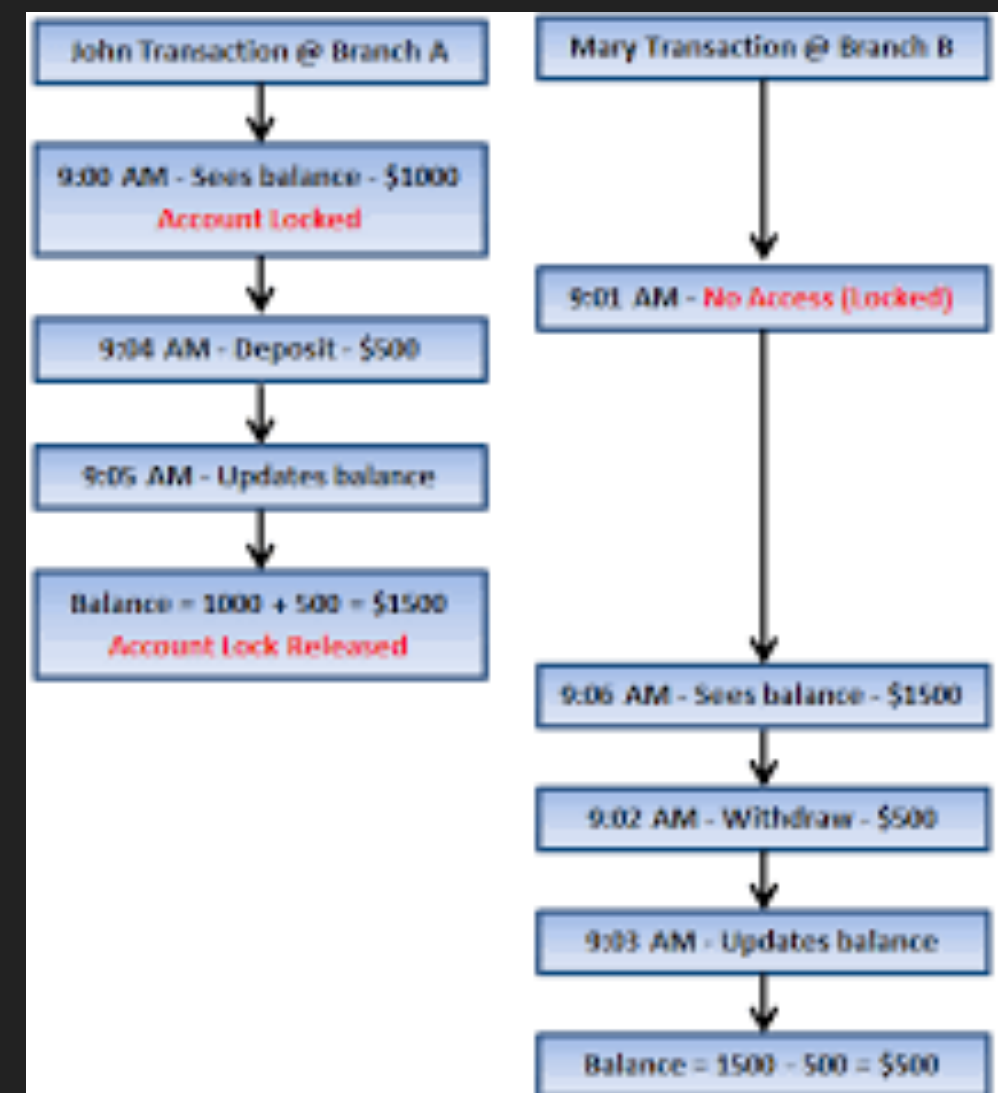 John Transaction @ Branch A
9:00 AM - Sees balance - $1000
Account Locked
9:04 AM - Deposit - $500
9:05 AM - Updates balance
Balance = 1000 + 500 = $1500
Account Lock Released
Mary Transaction @ Branch B
9:01 AM - No Access (Locked)
9:06 AM - Sees balance - $1500
9:02 AM - Withdraw - $500
9:03 AM - Updates balance
Balance = 1500 - 500 = $500